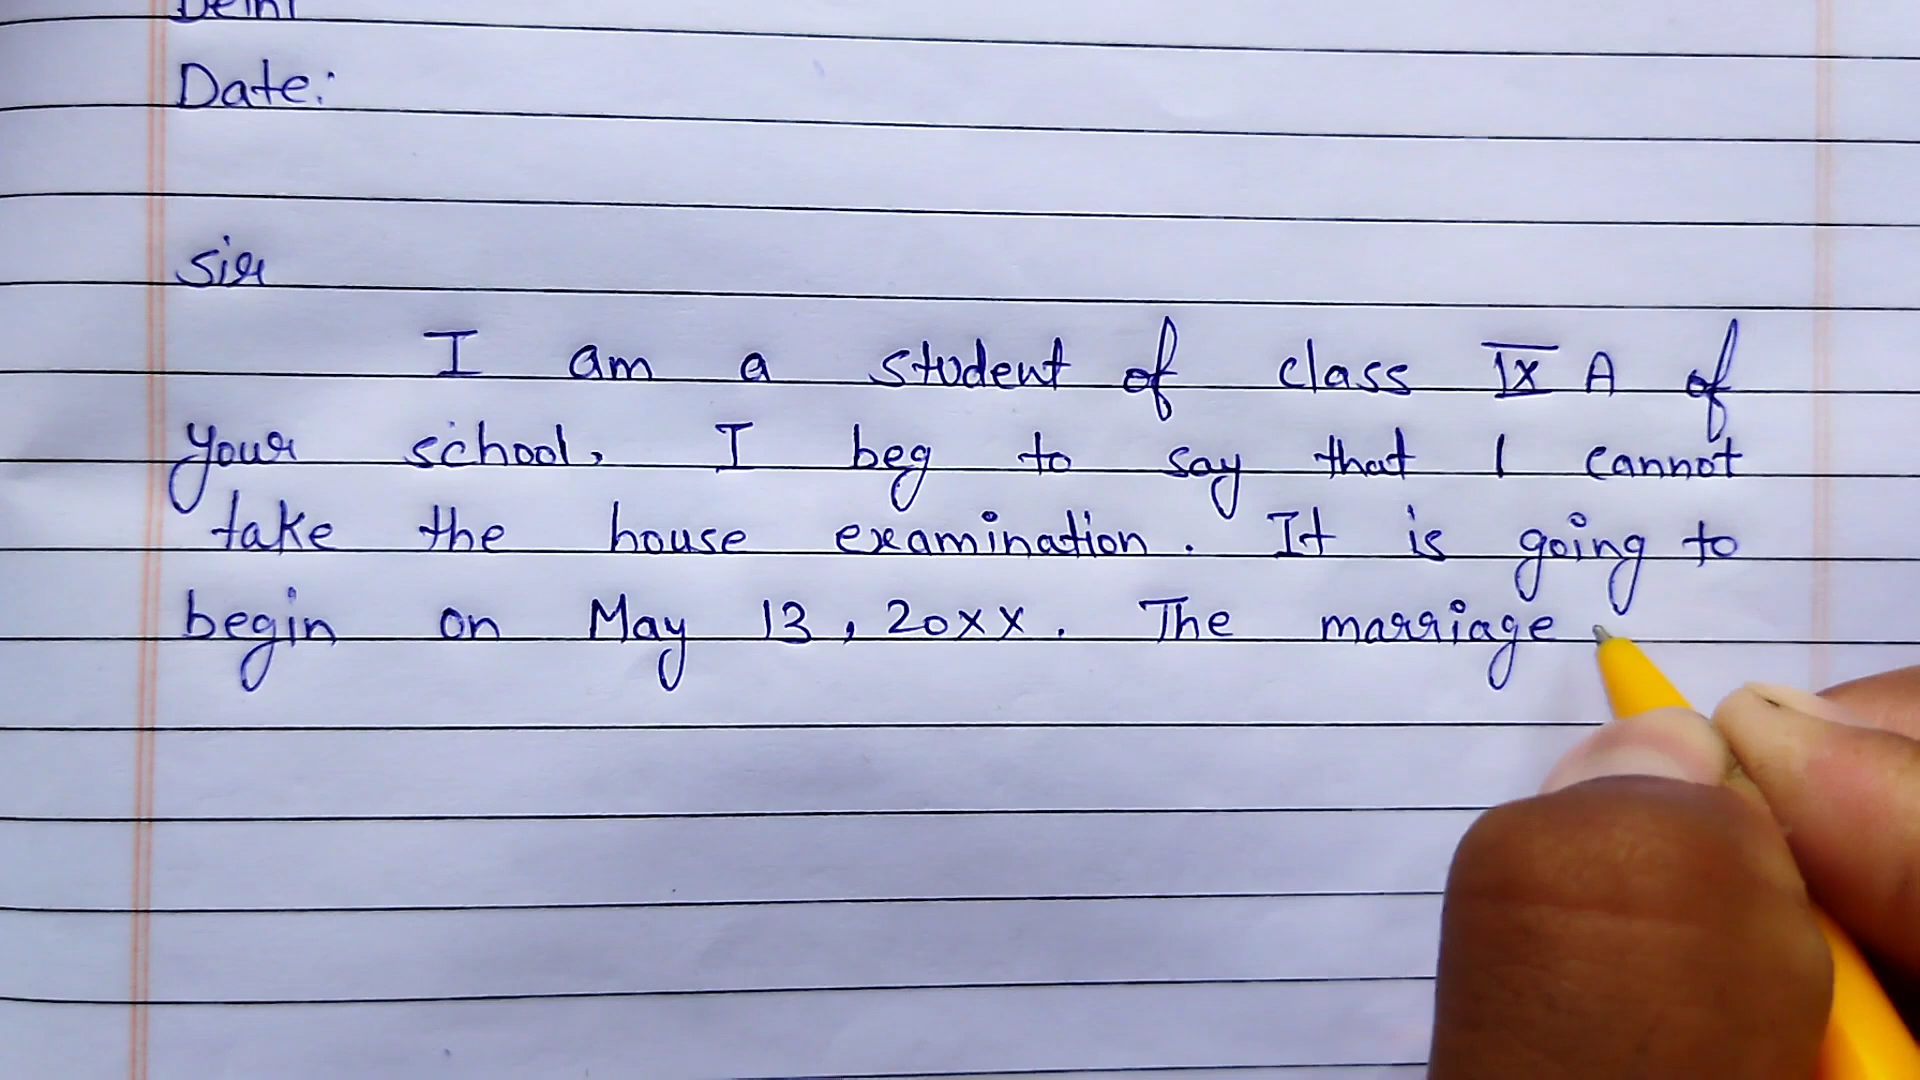 Delhi
Date:
Sir
I am a student of class IX A of
your school, I beg to say that I cannot
take the house examination. It is going to
begin on May 13, 20xx. The marriage